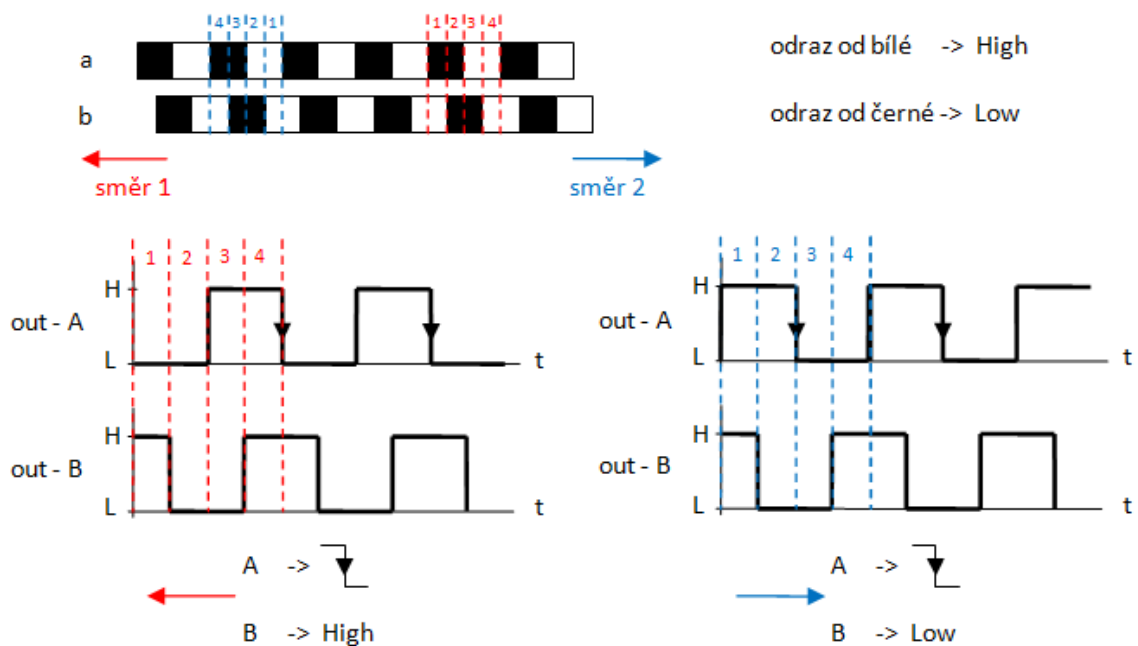 4 3 2 1 1 2 3 4
a odraz od bílé -> High
b odraz od černé -> Low
směr 1 směr 2
1 2 3 4 1 2 3 4
H H
out - A out - A
L t L t
H H
out - B out - B
L t L t
A -> A ->
B -> High B -> Low